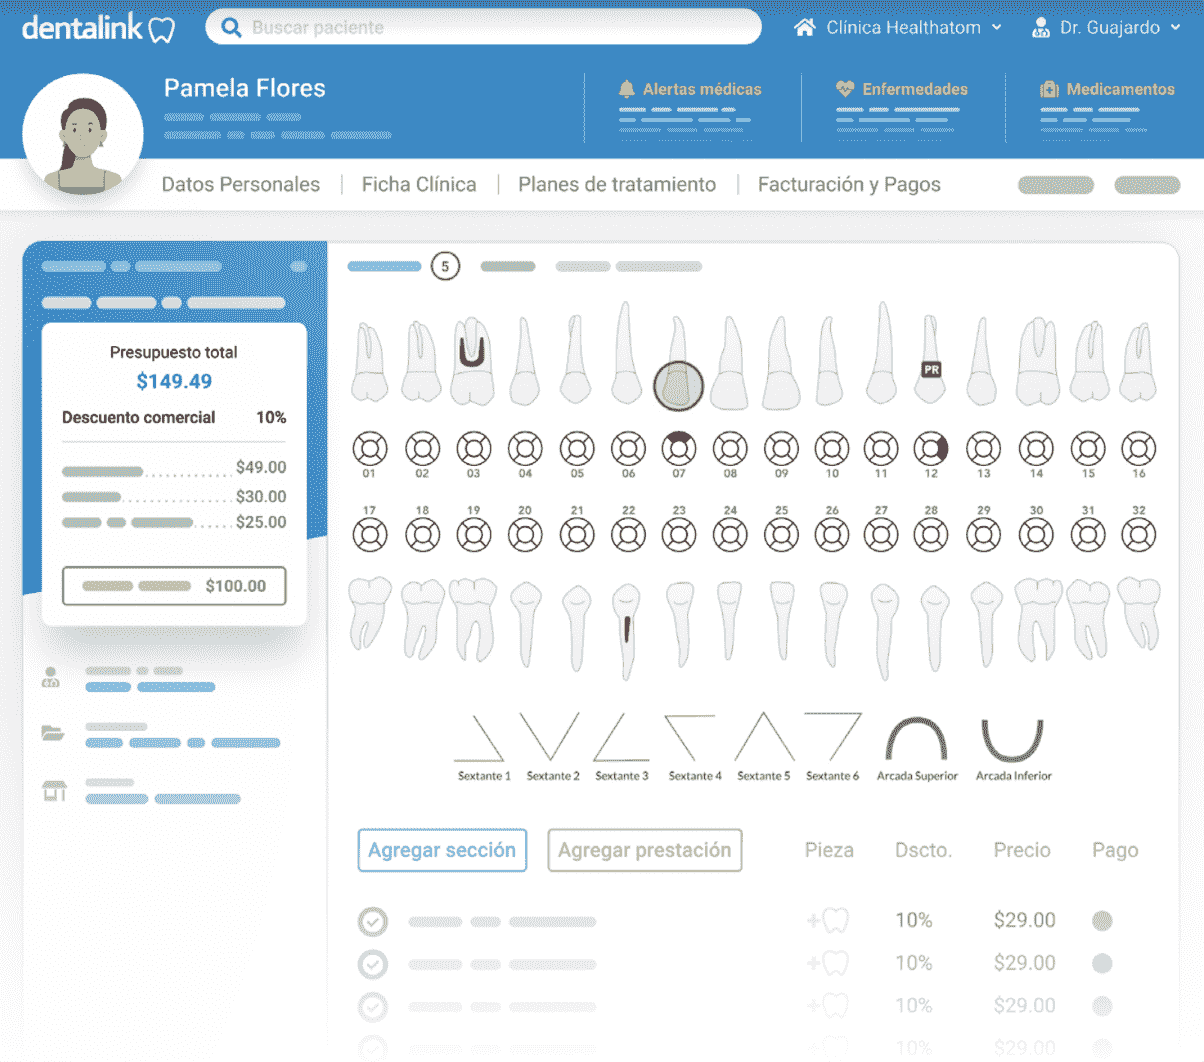 dentalink
Buscar paciente
Clínica Healthatom
Dr. Guajardo
Pamela Flores
Alertas médicas
Enfermedades
Medicamentos
Datos Personales
Ficha Clínica
Planes de tratamiento
Facturación y Pagos
Presupuesto total
$149.49
Descuento comercial 10%
$49.00
$30.00
$25.00
$100.00
5
PR
01 02 03 04 05 06 07 08 09 10 11 12 13 14 15 16
17 18 19 20 21 22 23 24 25 26 27 28 29 30 31 32
Sextante 1 Sextante 2 Sextante 3 Sextante 4 Sextante 5 Sextante 6 Arcada Superior Arcada Inferior
Agregar sección Agregar prestación Pieza Dscto. Precio Pago
10% $29.00
10% $29.00
10% $29.00
10% $29.00